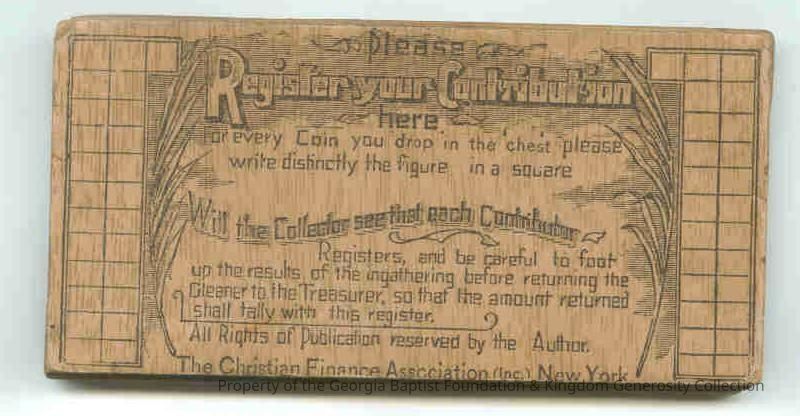 Please
Register your Contribution
here
or every Coin you drop in the chest please
write distinctly the figure in a square
Will the Collector see that each Contributor
Registers, and be careful to foot
up the results of the ingathering before returning the
Gleaner to the Treasurer, so that the amount returned
shall tally with this register.
All Rights of Publication reserved by the Author.
The Christian Finance Association (Inc.) New York
Property of the Georgia Baptist Foundation & Kingdom Generosity Collection